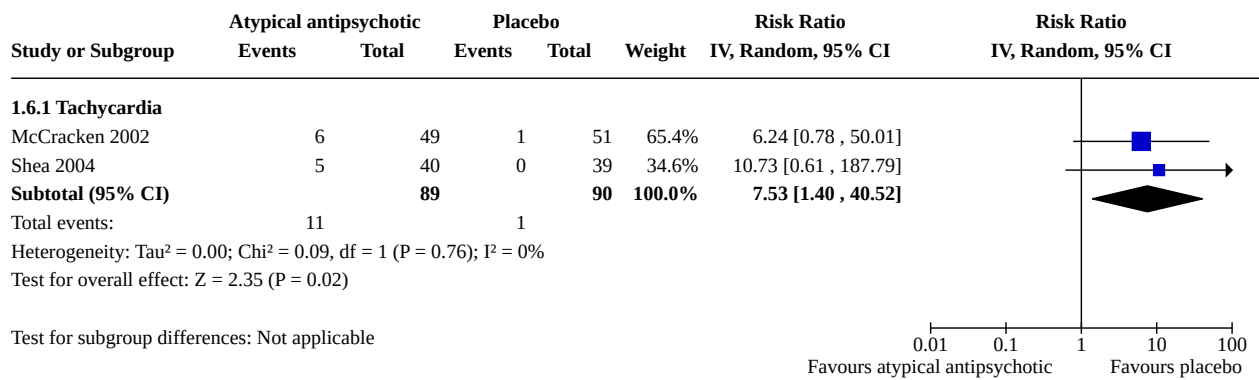 Atypical antipsychotic Placebo Risk Ratio Risk Ratio
Study or Subgroup Events Total Events Total Weight IV, Random, 95% CI IV, Random, 95% CI
1.6.1 Tachycardia
McCracken 2002 6 49 1 51 65.4% 6.24 [0.78 , 50.01]
Shea 2004 5 40 0 39 34.6% 10.73 [0.61 , 187.79]
Subtotal (95% CI) 89 90 100.0% 7.53 [1.40 , 40.52]
Total events: 11 1
Heterogeneity: Tau² = 0.00; Chi² = 0.09, df = 1 (P = 0.76); I² = 0%
Test for overall effect: Z = 2.35 (P = 0.02)
Test for subgroup differences: Not applicable
0.01 0.1 1 10 100
Favours atypical antipsychotic Favours placebo